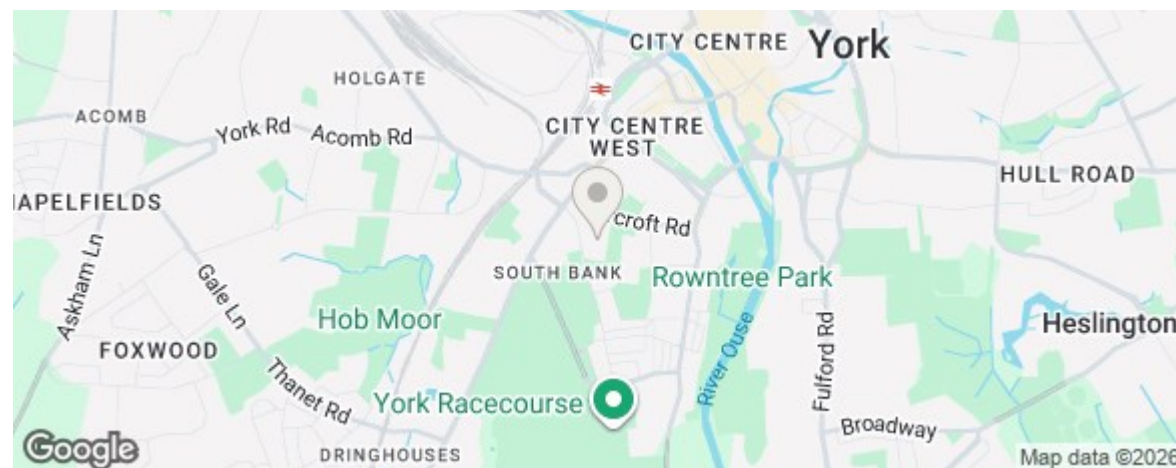 CITY CENTRE
York
HOLGATE
ACOMB
York Rd
Acomb Rd
CITY CENTRE
WEST
HULL ROAD
HAPELFIELDS
croft Rd
Askham Ln
SOUTH BANK
Rowntree Park
Gale Ln
Hob Moor
River Ouse
Fulford Rd
Heslington
FOXWOOD
Thanet Rd
York Racecourse
Broadway
DRINGHOUSES
Google
Map data ©2026